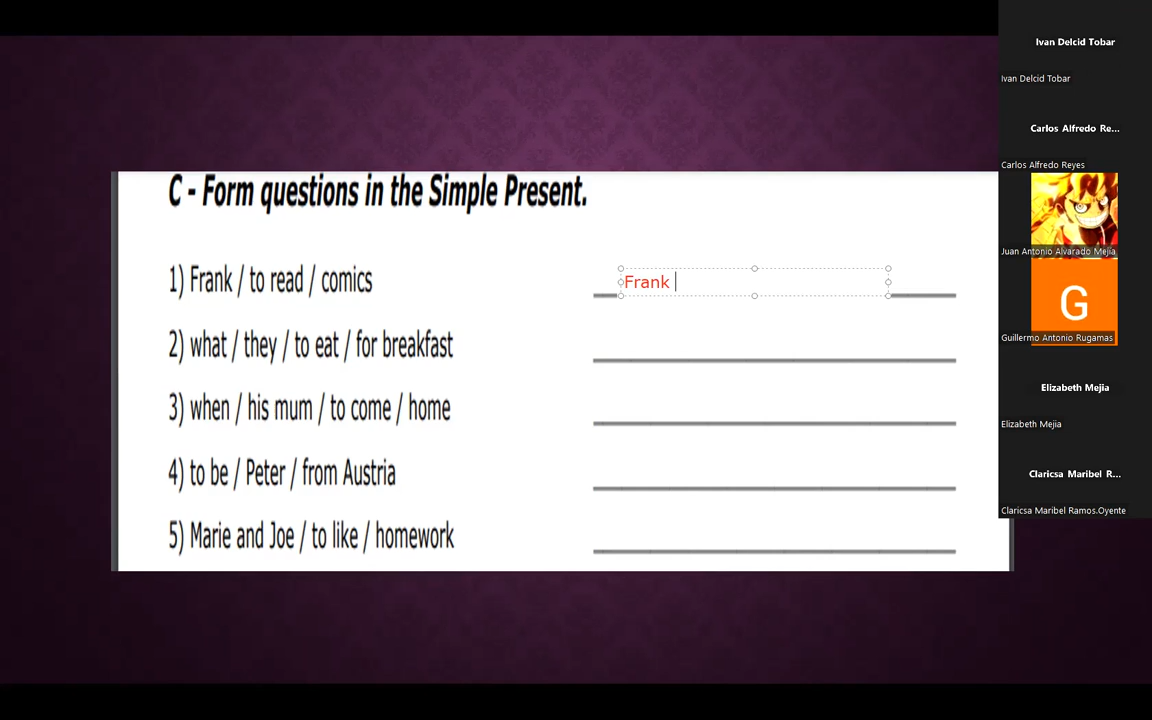 C - Form questions in the Simple Present.
1) Frank / to read / comics
Frank
2) what / they / to eat / for breakfast
3) when / his mum / to come / home
4) to be / Peter / from Austria
5) Marie and Joe / to like / homework
Ivan Delcid Tobar
Ivan Delcid Tobar
Carlos Alfredo Re...
Carlos Alfredo Reyes
Juan Antonio Alvarado Mejía
G
Guillermo Antonio Rugamas
Elizabeth Mejia
Elizabeth Mejia
Claricsa Maribel R...
Claricsa Maribel Ramos.Oyente